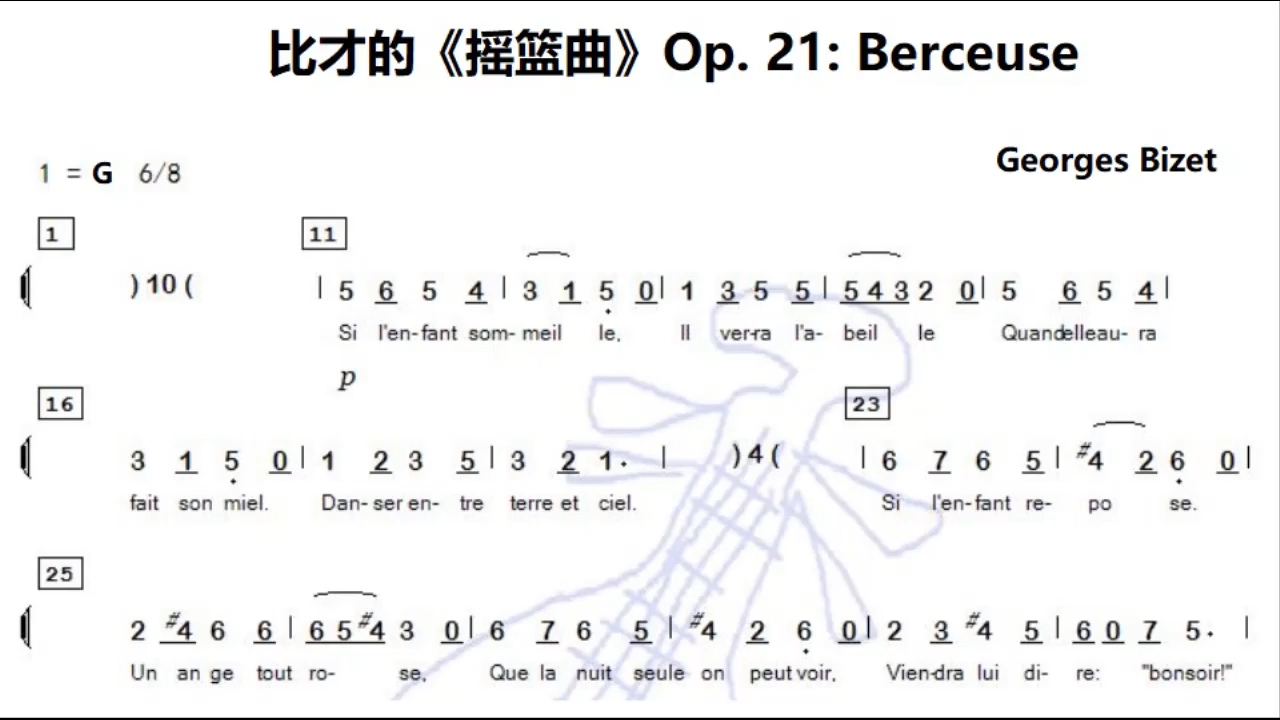 比才的《摇篮曲》Op. 21: Berceuse
Georges Bizet
1 = G 6/8
1 11
)10( | 5 6 5 4 | 3 1 5 0 | 1 3 5 5 | 5 4 3 2 0 | 5 6 5 4 |
Si l'en-fant som- meil le, Il ver-ra l'a- beil le Quandelleau- ra
p
16 23
3 1 5 0 | 1 2 3 5 | 3 2 1. | )4( | 6 7 6 5 | #4 2 6 0 |
fait son miel. Dan- ser en- tre terre et ciel. Si l'en-fant re- po se.
25
2 #4 6 6 | 6 5 #4 3 0 | 6 7 6 5 | #4 2 6 0 | 2 3 #4 5 | 6 0 7 5. |
Un an ge tout ro- se, Que la nuit seule on peut voir, Vien-dra lui di- re: "bonsoir!"